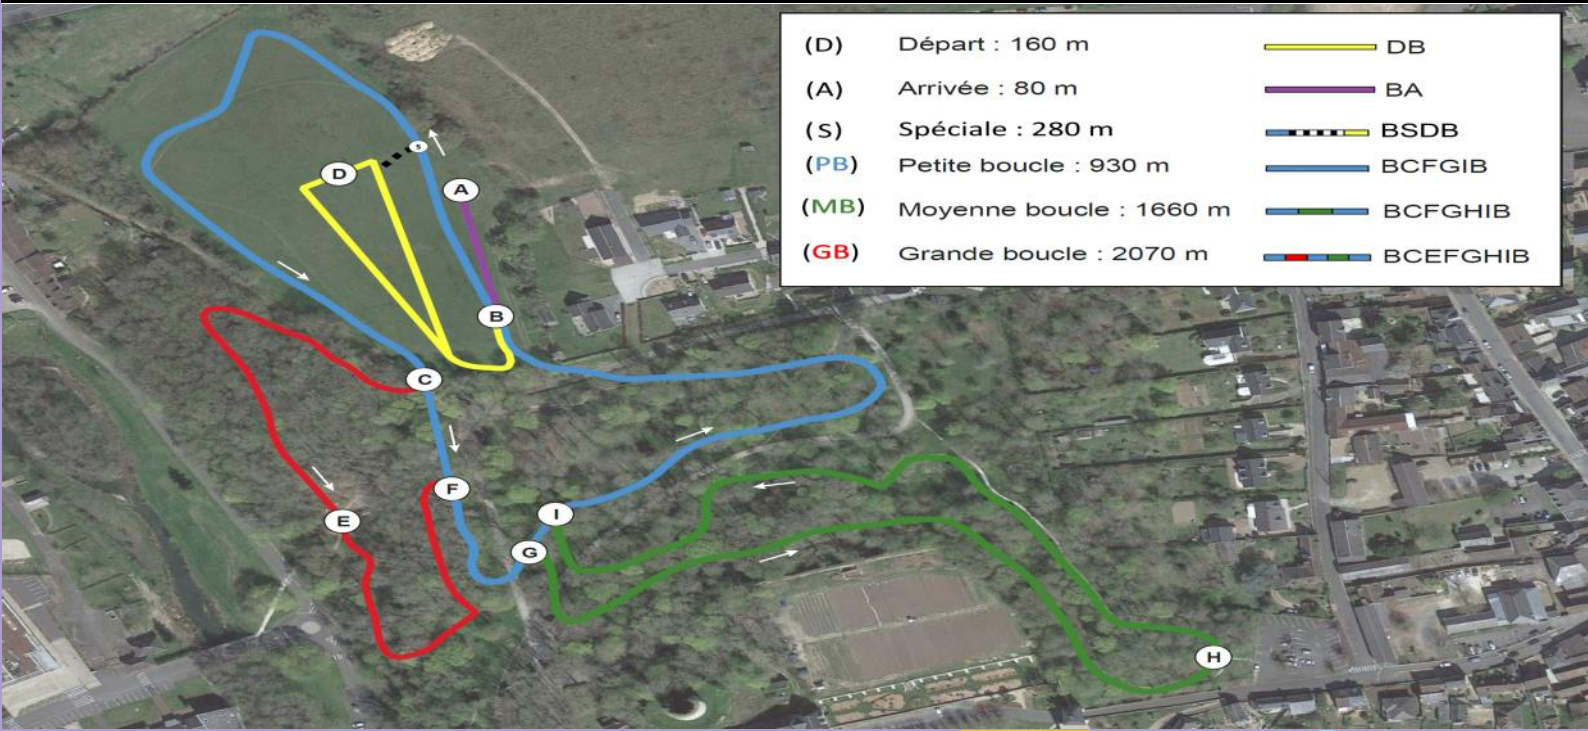 (D) Départ : 160 m DB
(A) Arrivée : 80 m BA
(S) Spéciale : 280 m BSDB
(PB) Petite boucle : 930 m BCFGIB
(MB) Moyenne boucle : 1660 m BCFGHIB
(GB) Grande boucle : 2070 m BCEFGHIB
S
D
A
B
C
F
I
E
G
H